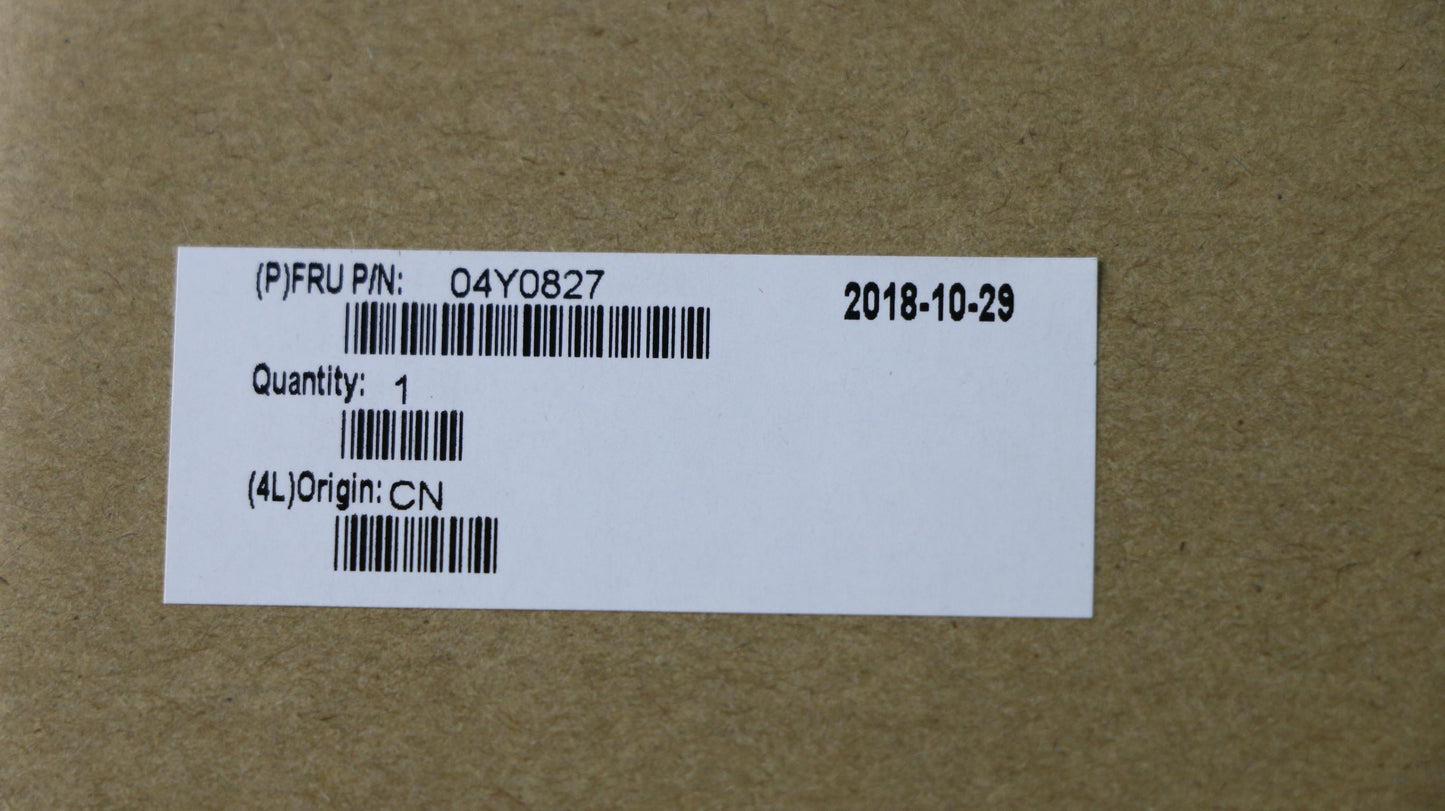 (P)FRU P/N: 04Y0827
2018-10-29
Quantity: 1
(4L)Origin: CN